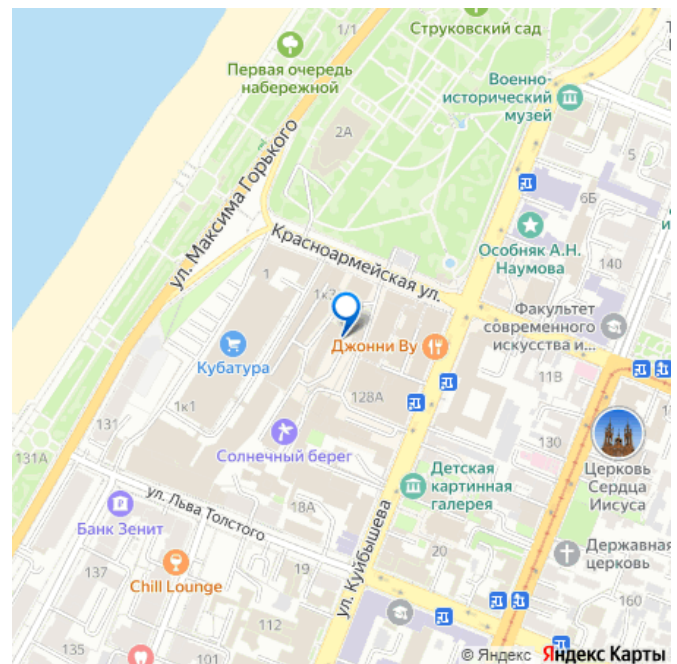 Струковский сад
1/1
Первая очередь
набережной
Военно-
исторический
музей
2А
5
6Б
ул. Максима Горького
Красноармейская ул.
Особняк А.Н.
Наумова
140
1
1к3
Факультет
современного
искусства и...
Джонни Ву
Кубатура
11В
128А
1к1
131
Солнечный берег
130
131А
Церковь
Сердца
Иисуса
Детская
картинная
галерея
18А
ул. Льва Толстого
Банк Зенит
ул. Куйбышева
20
Державная
церковь
137
Chill Lounge
19
160
112
135
101
© Яндекс Яндекс Карты